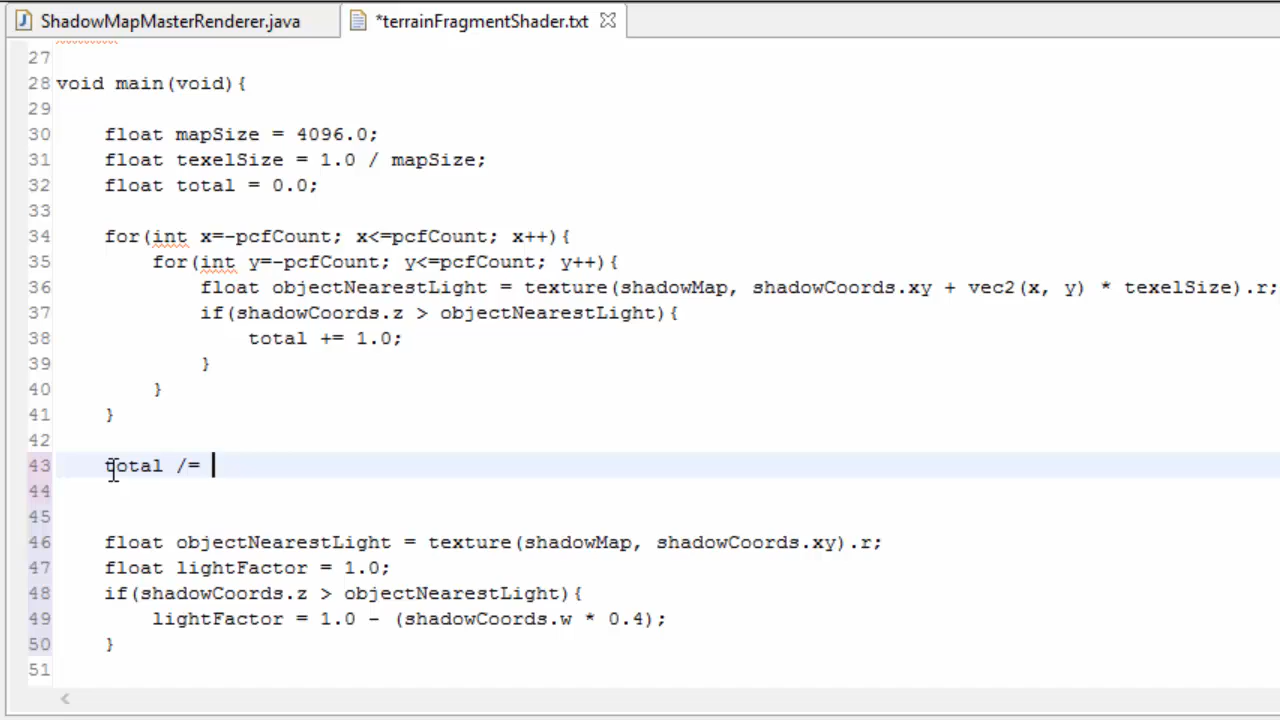 ShadowMapMasterRenderer.java *terrainFragmentShader.txt
27
28 void main(void){
29
30 float mapSize = 4096.0;
31 float texelSize = 1.0 / mapSize;
32 float total = 0.0;
33
34 for(int x=-pcfCount; x<=pcfCount; x++){
35 for(int y=-pcfCount; y<=pcfCount; y++){
36 float objectNearestLight = texture(shadowMap, shadowCoords.xy + vec2(x, y) * texelSize).r;
37 if(shadowCoords.z > objectNearestLight){
38 total += 1.0;
39 }
40 }
41 }
42
43 total /=
44
45
46 float objectNearestLight = texture(shadowMap, shadowCoords.xy).r;
47 float lightFactor = 1.0;
48 if(shadowCoords.z > objectNearestLight){
49 lightFactor = 1.0 - (shadowCoords.w * 0.4);
50 }
51